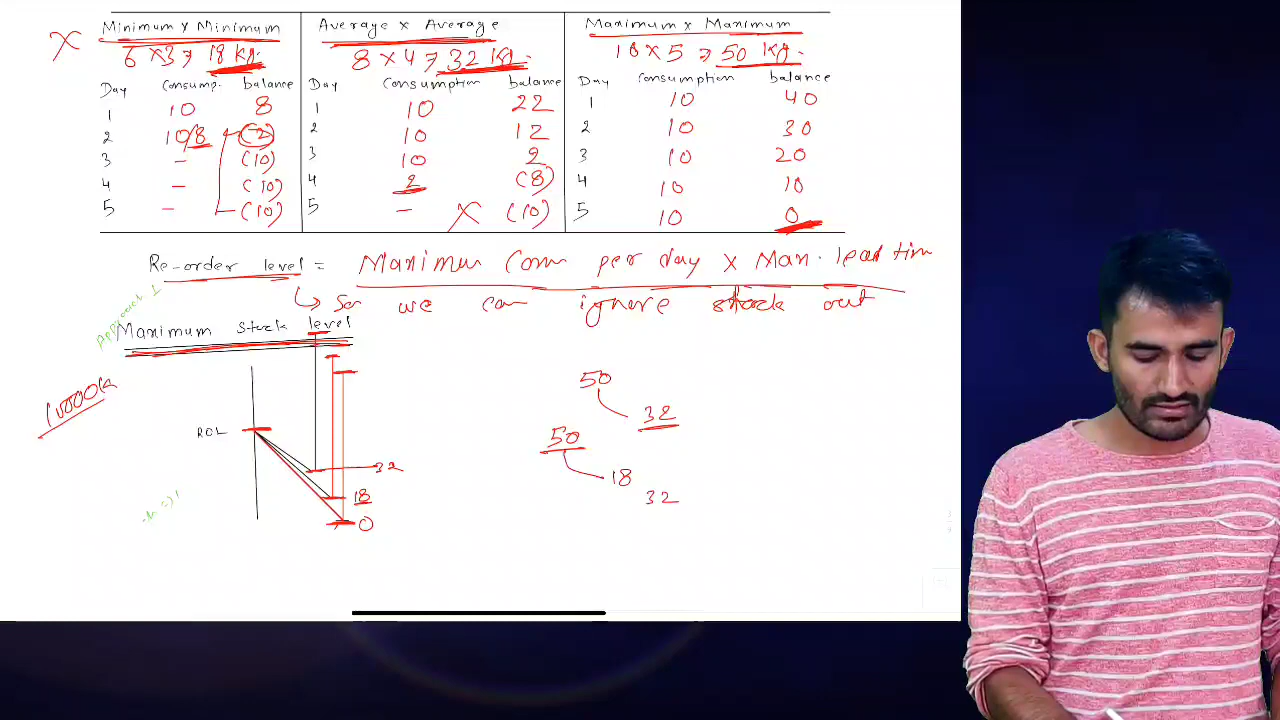 X Minimum x Minimum
6 x 3 ⇒ 18 kg.
Day Consump. balance
1 10 8
2 10/8 (-2)
3 - (10)
4 - (10)
5 - (10)
Average x Average
8 x 4 ⇒ 32 kg.
Day Consumption balance
1 10 22
2 10 12
3 10 2
4 2 (8)
5 - X (10)
Maximum x Maximum
10 x 5 ⇒ 50 kg.
Day Consumption balance
1 10 40
2 10 30
3 10 20
4 10 10
5 10 0
Re-order level = Maximum Con per day x Max. lead tim
So we can ignore stock out
Approach 1
Maximum Stock level
ROL
32
18
0
50
32
50
18
32